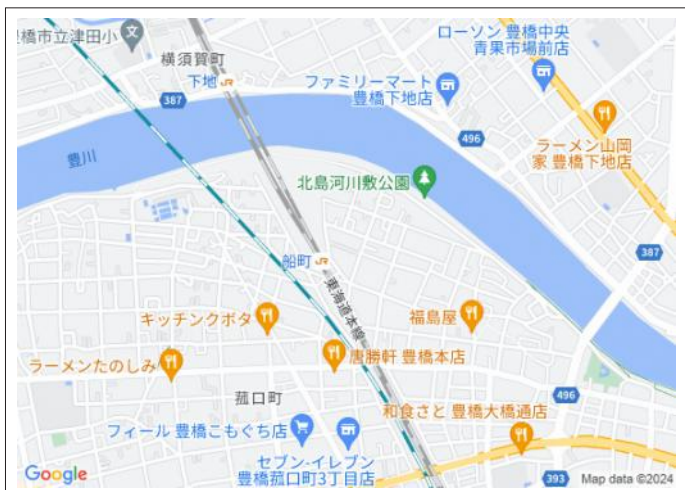 ローソン 豊橋中央
青果市場前店
橋市立津田小
横須賀町
下地
ファミリーマート
豊橋下地店
387
496
ラーメン山岡
家 豊橋下地店
豊川
北島河川敷公園
387
船町
東海道本線
キッチンクボタ
福島屋
唐勝軒 豊橋本店
ラーメンたのしみ
菰口町
496
和食さと 豊橋大橋通店
フィール 豊橋こもぐち店
セブン-イレブン
豊橋菰口町3丁目店
393
Google
Map data ©2024